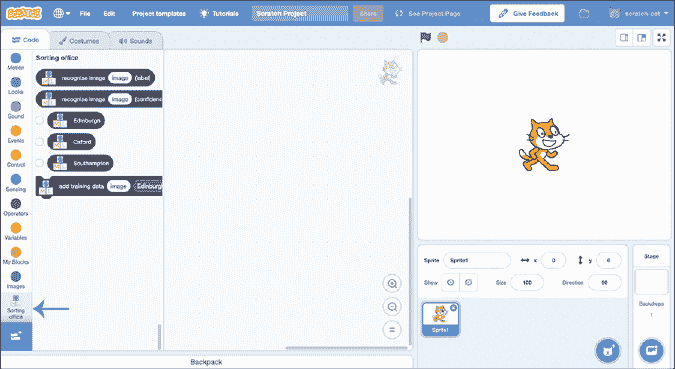 SCRATCH File Edit Project templates Tutorials Scratch Project Share See Project Page Give Feedback scratch cat
Code Costumes Sounds
Motion
Looks
Sound
Events
Control
Sensing
Operators
Variables
My Blocks
Images
Sorting
office
Sorting office
recognise image image (label)
recognise image image (confidenc
Edinburgh
Oxford
Southampton
add training data image Edinburgh
Sprite Sprite1 x 0 y
Show Size 100 Direction 90
Sprite1
Stage
Backdrops
1
Backpack